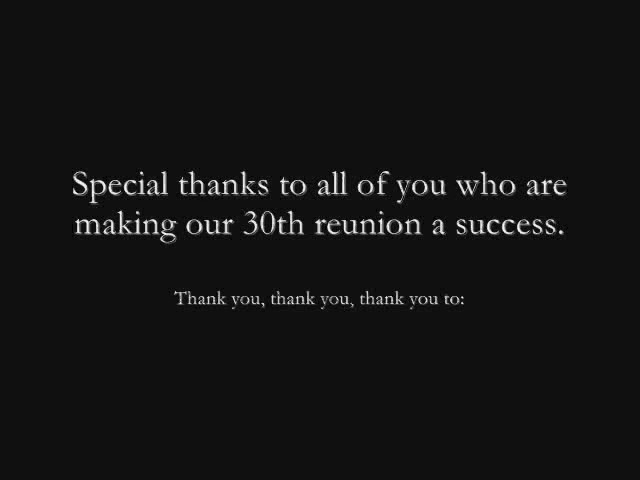 Special thanks to all of you who are
making our 30th reunion a success.
Thank you, thank you, thank you to: